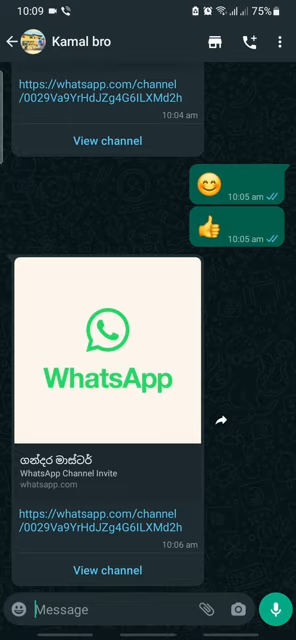 10:09
75%
Kamal bro
https://whatsapp.com/channel
/0029Va9YrHdJZg4G6ILXMd2h
10:04 am
View channel
10:05 am
10:05 am
WhatsApp
ගන්දර මාස්ටර්
WhatsApp Channel Invite
whatsapp.com
https://whatsapp.com/channel
/0029Va9YrHdJZg4G6ILXMd2h
10:06 am
View channel
Message